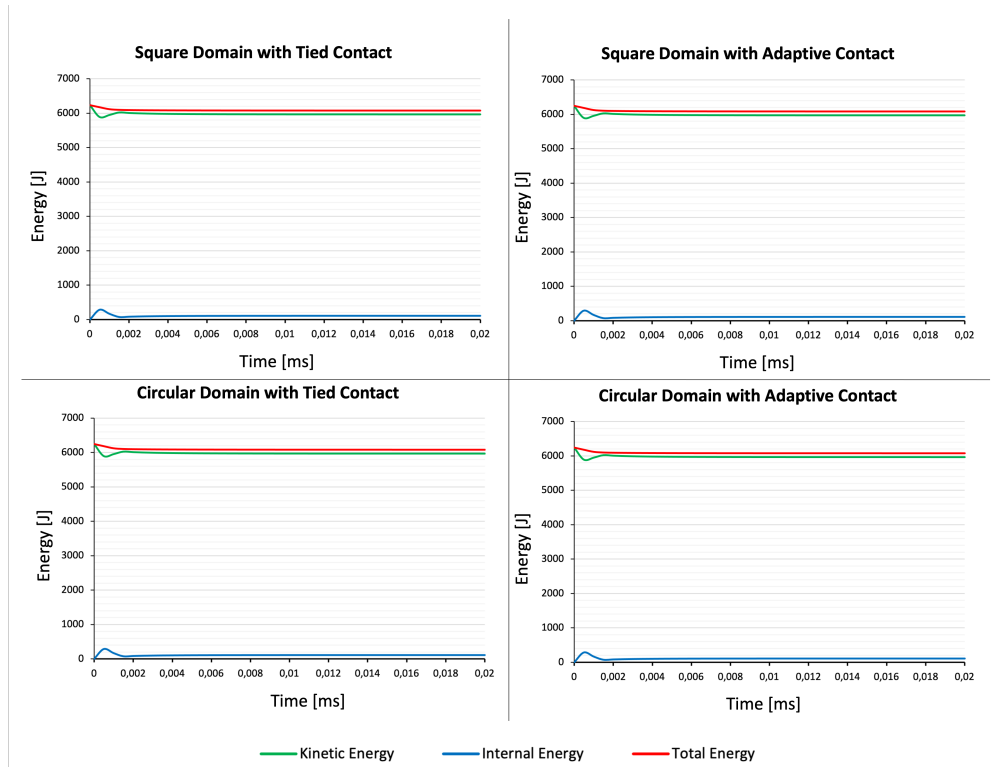 Square Domain with Tied Contact
7000
6000
5000
4000
3000
2000
1000
0
Energy [J]
0 0,002 0,004 0,006 0,008 0,01 0,012 0,014 0,016 0,018 0,02
Time [ms]
Square Domain with Adaptive Contact
7000
6000
5000
4000
3000
2000
1000
0
Energy [J]
0 0,002 0,004 0,006 0,008 0,01 0,012 0,014 0,016 0,018 0,02
Time [ms]
Circular Domain with Tied Contact
7000
6000
5000
4000
3000
2000
1000
0
Energy [J]
0 0,002 0,004 0,006 0,008 0,01 0,012 0,014 0,016 0,018 0,02
Time [ms]
Circular Domain with Adaptive Contact
7000
6000
5000
4000
3000
2000
1000
0
Energy [J]
0 0,002 0,004 0,006 0,008 0,01 0,012 0,014 0,016 0,018 0,02
Time [ms]
Kinetic Energy Internal Energy Total Energy